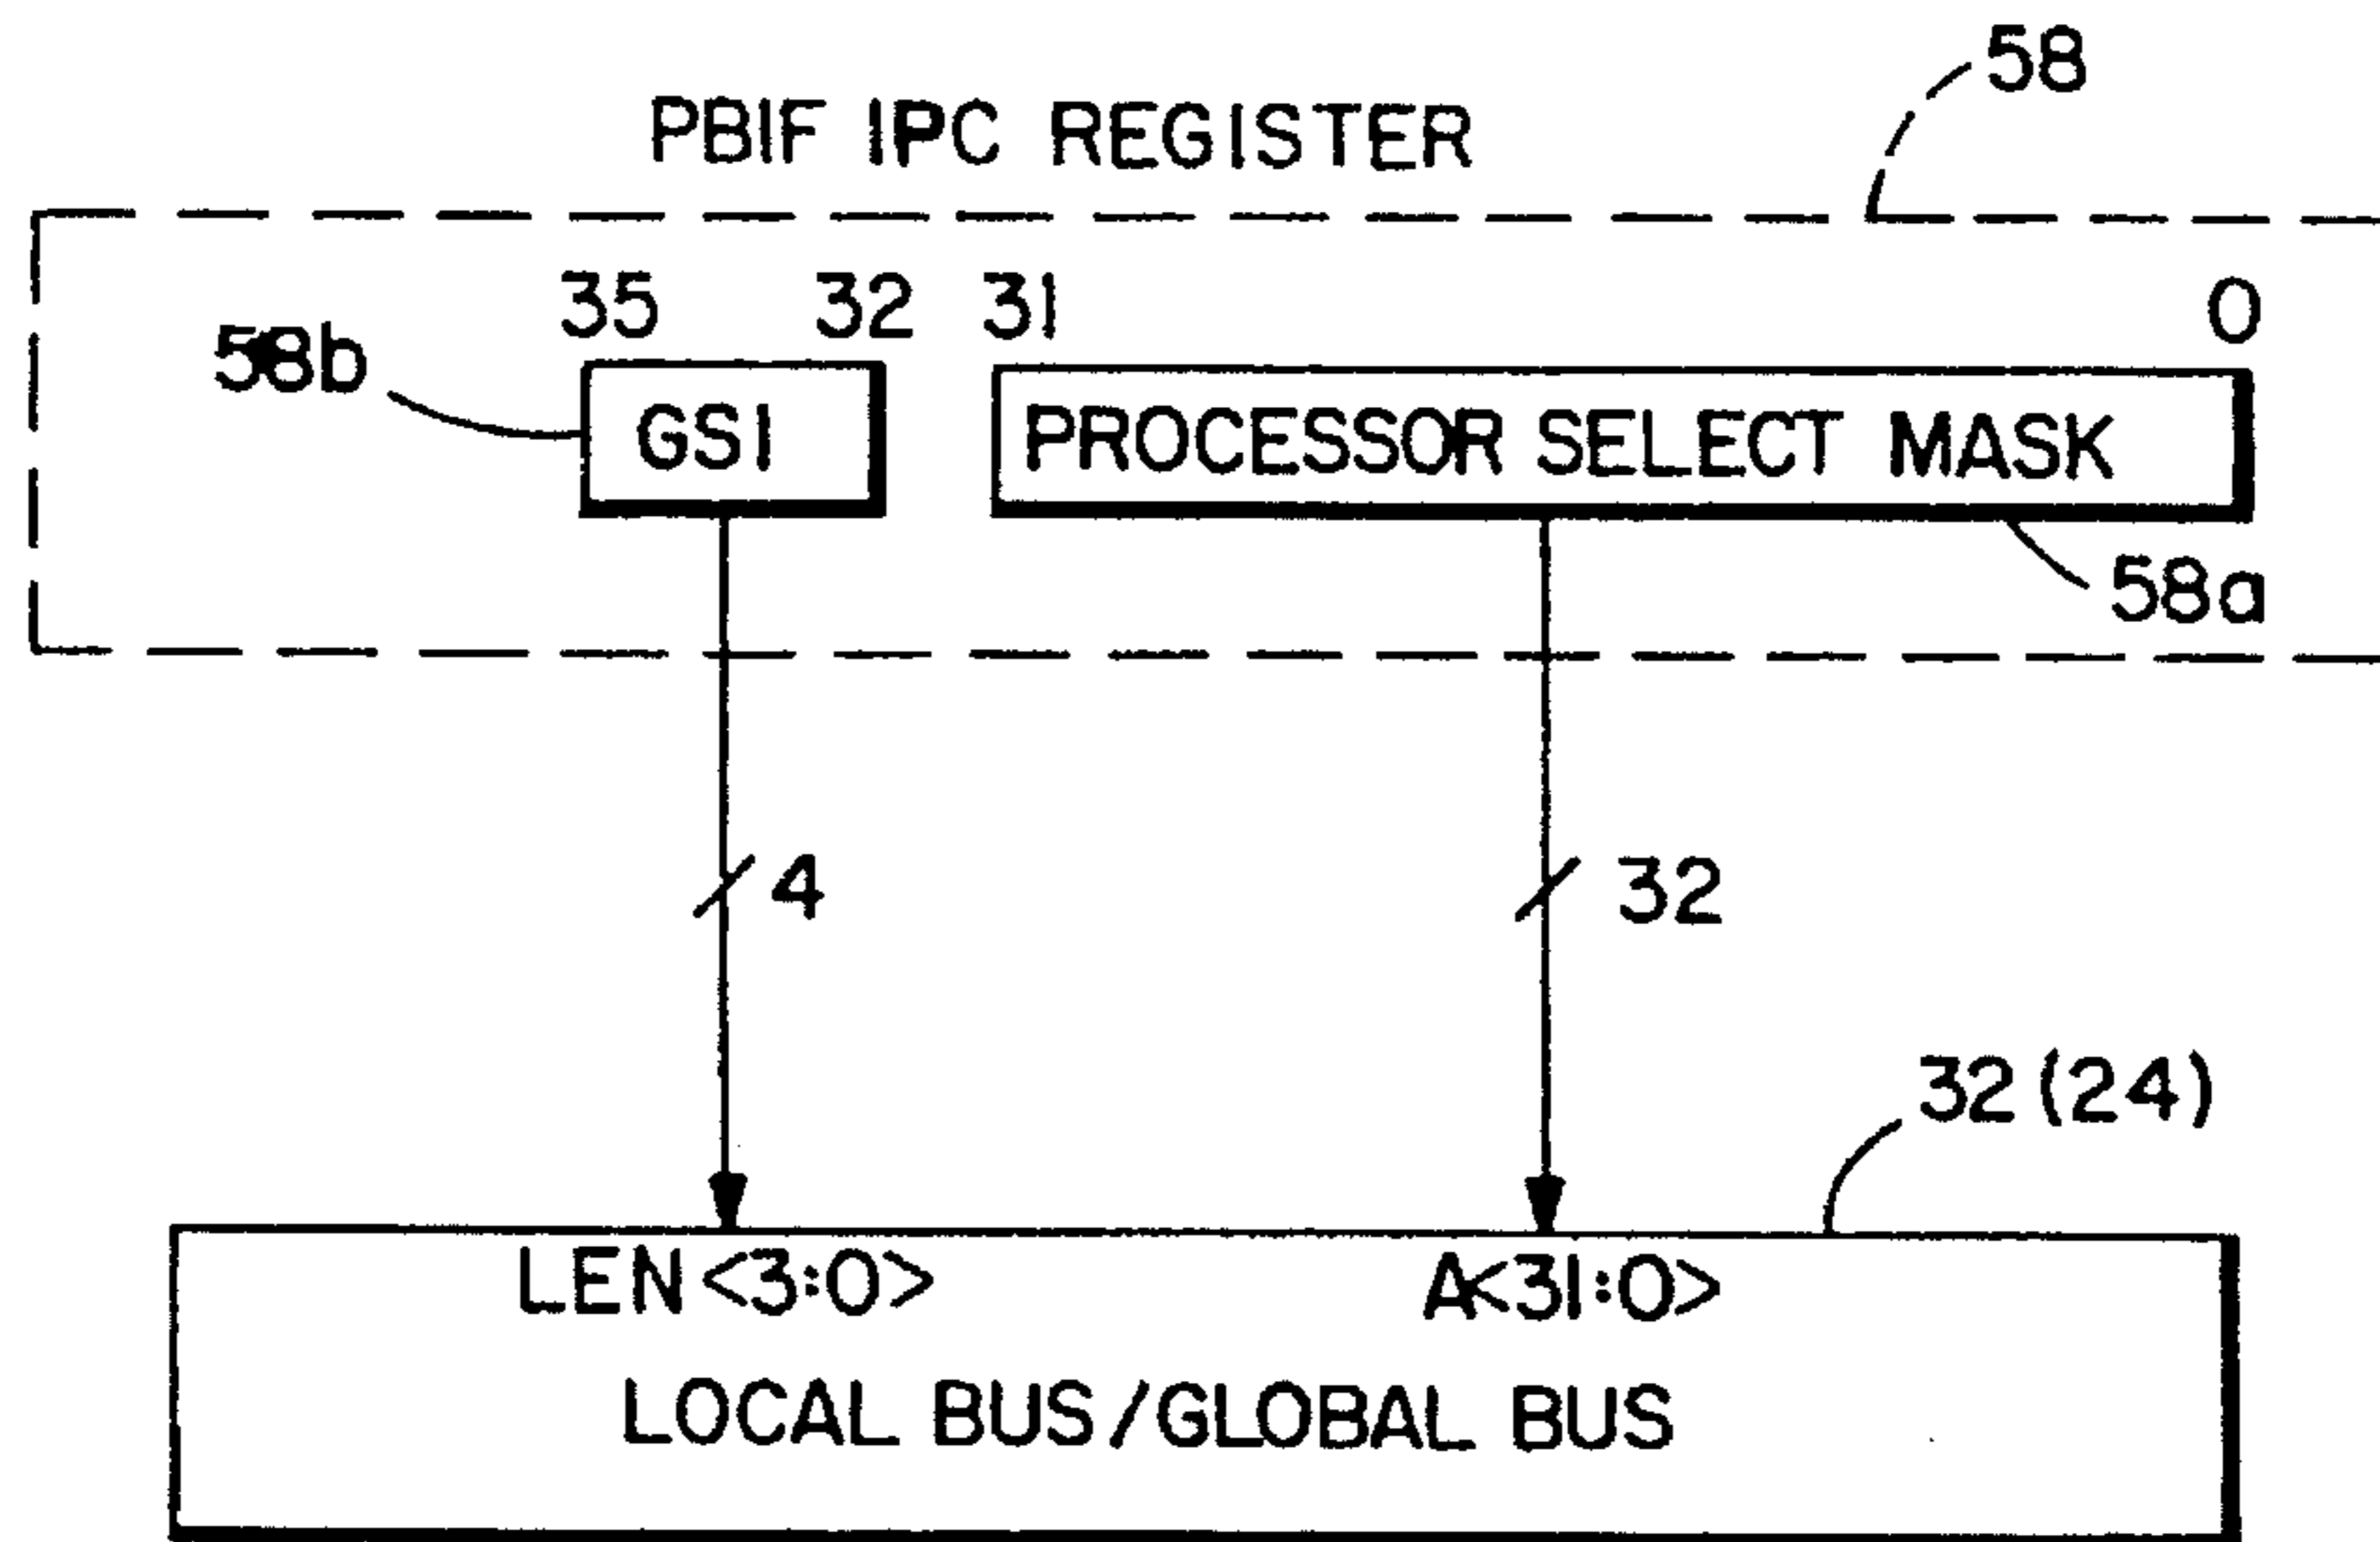 58
PBIF IPC REGISTER
35 32 31 0
58b
GSI PROCESSOR SELECT MASK
58a
4 32
32(24)
LEN<3:0> A<31:0>
LOCAL BUS/GLOBAL BUS